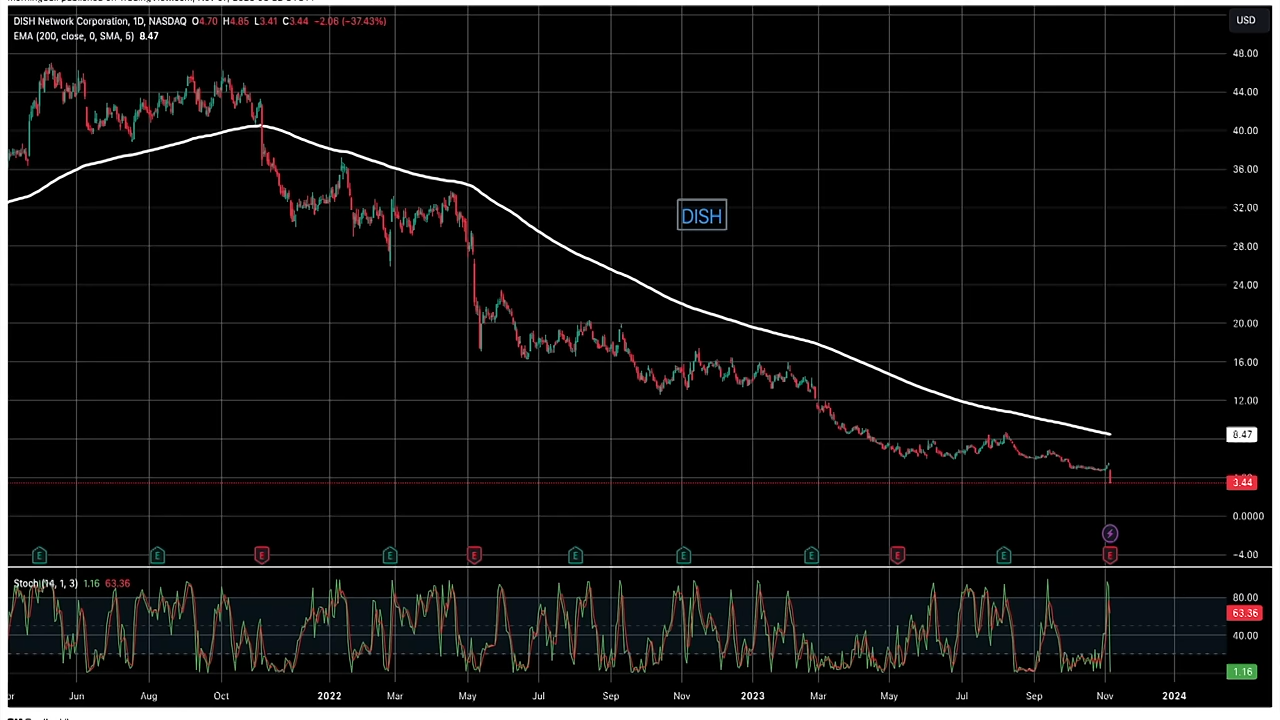 DISH Network Corporation, 1D, NASDAQ O4.70 H4.85 L3.41 C3.44 −2.06 (−37.43%)
EMA (200, close, 0, SMA, 5) 8.47
USD
48.00
44.00
40.00
36.00
32.00
DISH
28.00
24.00
20.00
16.00
12.00
8.47
3.44
0.0000
−4.00
E E E E E E E E E E E
Stoch (14, 1, 3) 1.16 63.36
80.00
63.36
40.00
1.16
Jun Aug Oct 2022 Mar May Jul Sep Nov 2023 Mar May Jul Sep Nov 2024